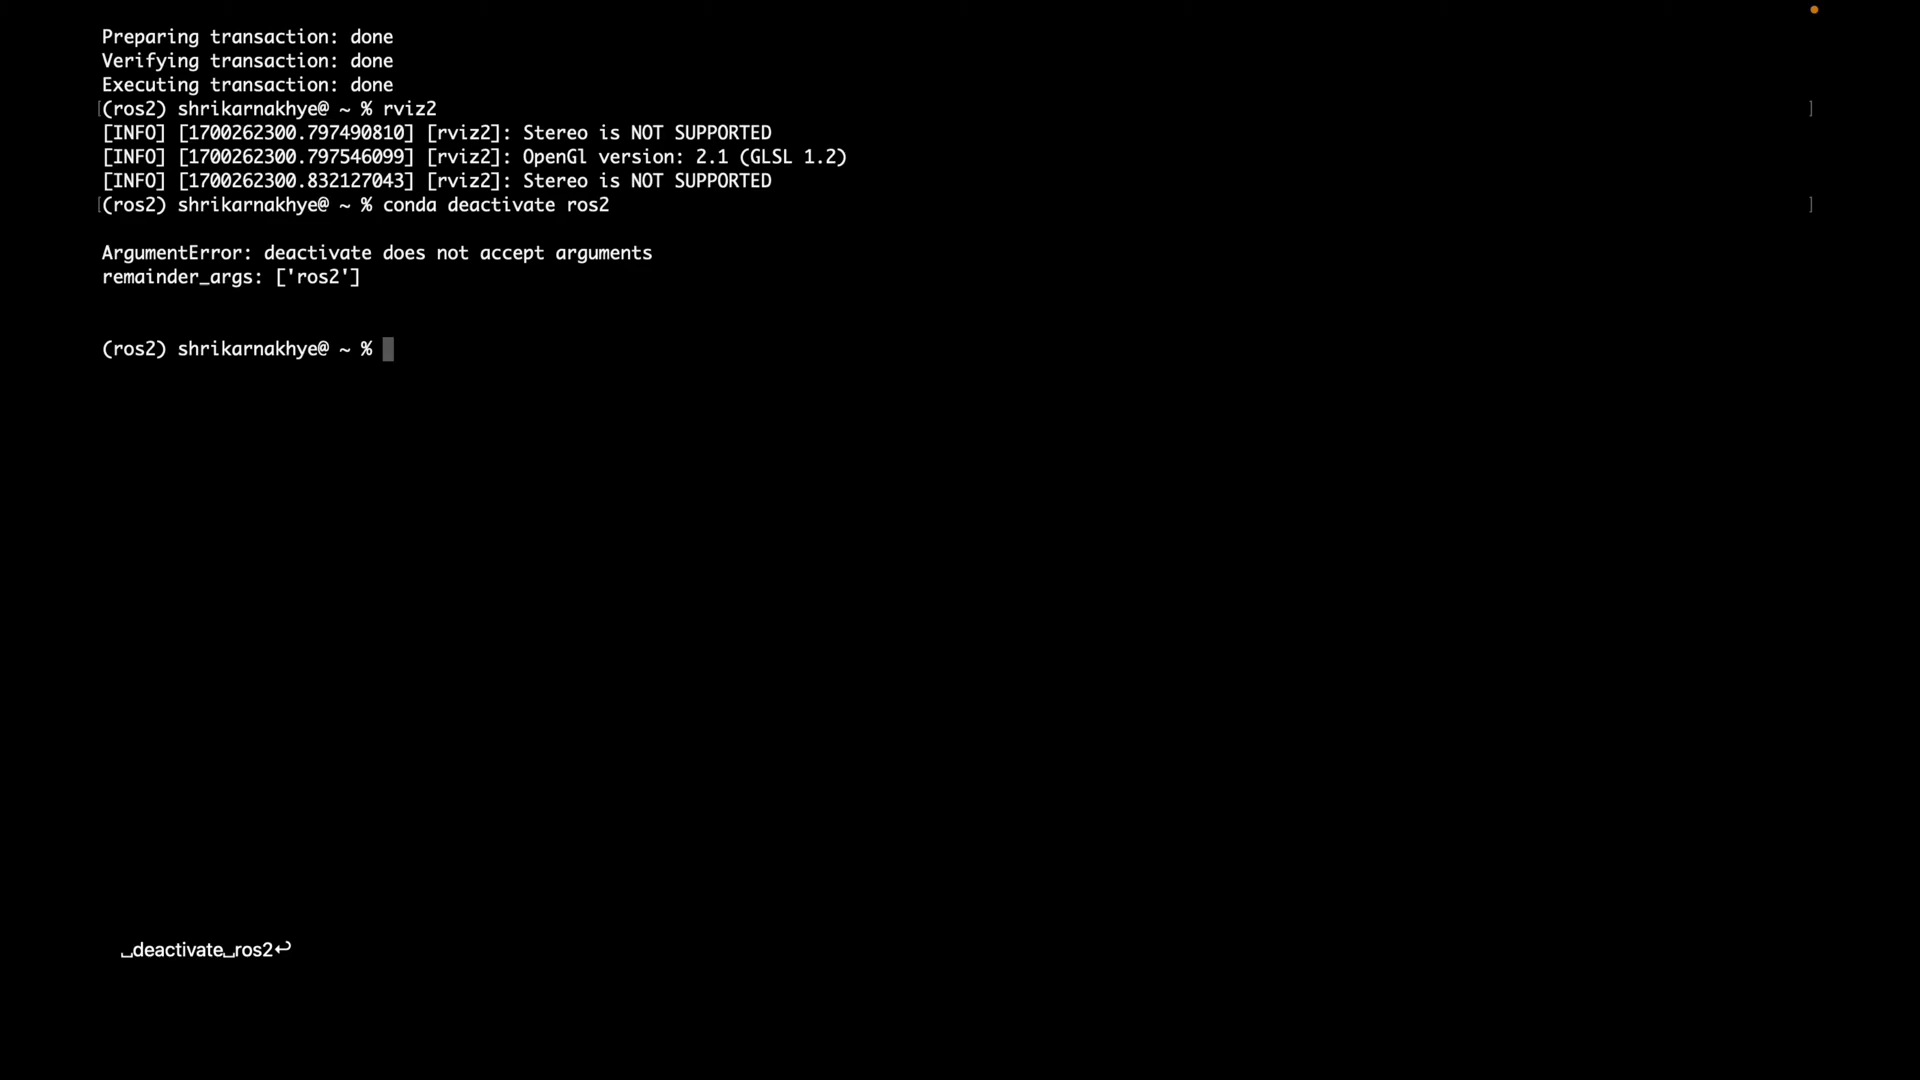 Preparing transaction: done
Verifying transaction: done
Executing transaction: done
[(ros2) shrikarnakhye@ ~ % rviz2 ]
[INFO] [1700262300.797490810] [rviz2]: Stereo is NOT SUPPORTED
[INFO] [1700262300.797546099] [rviz2]: OpenGl version: 2.1 (GLSL 1.2)
[INFO] [1700262300.832127043] [rviz2]: Stereo is NOT SUPPORTED
[(ros2) shrikarnakhye@ ~ % conda deactivate ros2 ]
ArgumentError: deactivate does not accept arguments
remainder_args: ['ros2']
(ros2) shrikarnakhye@ ~ %
␣deactivate␣ros2↩